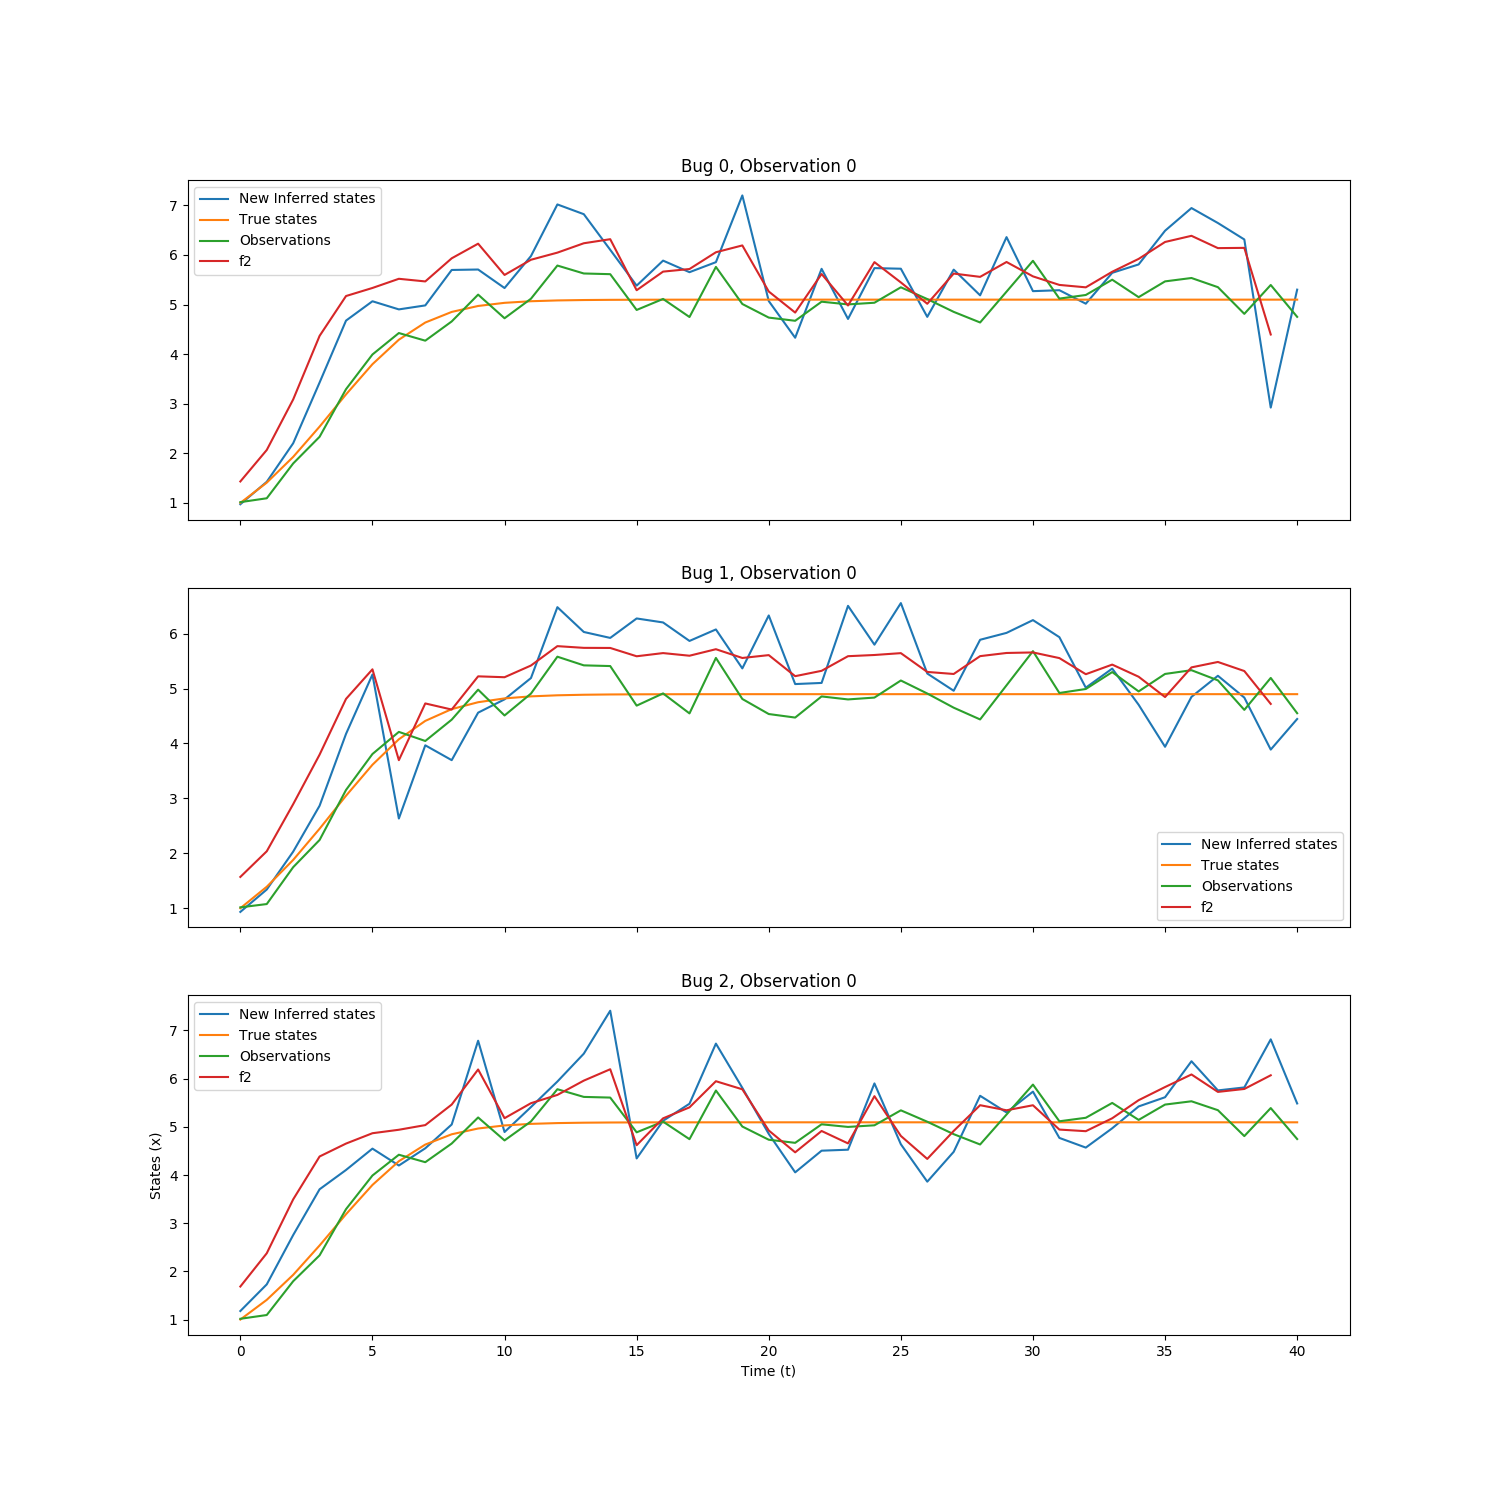 Bug 0, Observation 0
New Inferred states
True states
Observations
f2
7
6
5
4
3
2
1
Bug 1, Observation 0
6
5
4
3
2
1
New Inferred states
True states
Observations
f2
Bug 2, Observation 0
New Inferred states
True states
Observations
f2
7
6
5
4
3
2
1
States (x)
0 5 10 15 20 25 30 35 40
Time (t)